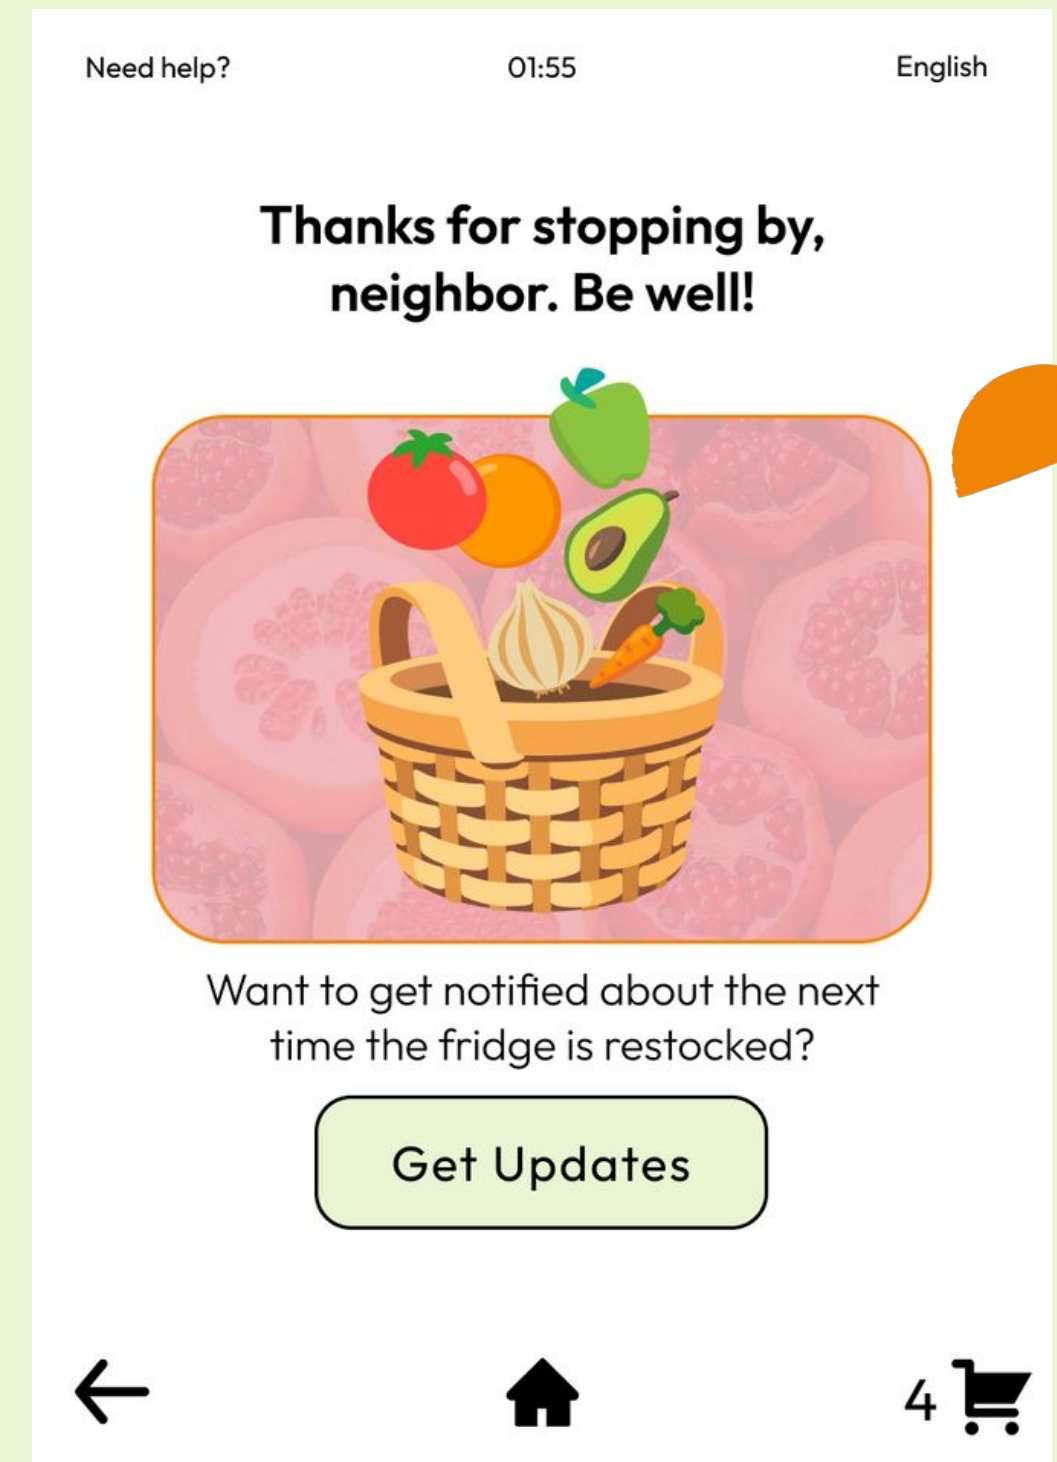 Need help?
01:55
English
Thanks for stopping by,
neighbor. Be well!
Want to get notified about the next
time the fridge is restocked?
Get Updates
4